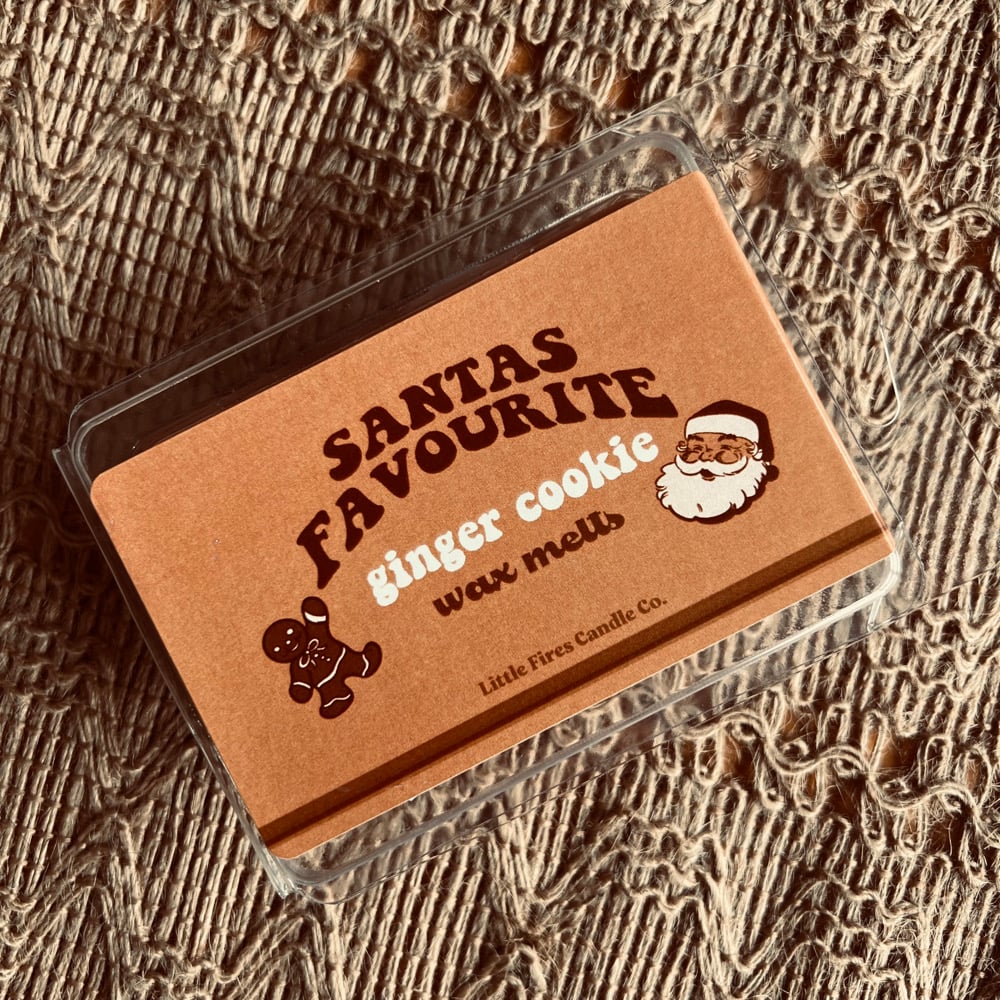 SANTAS
FAVOURITE
ginger cookie
wax melts
Little Fires Candle Co.